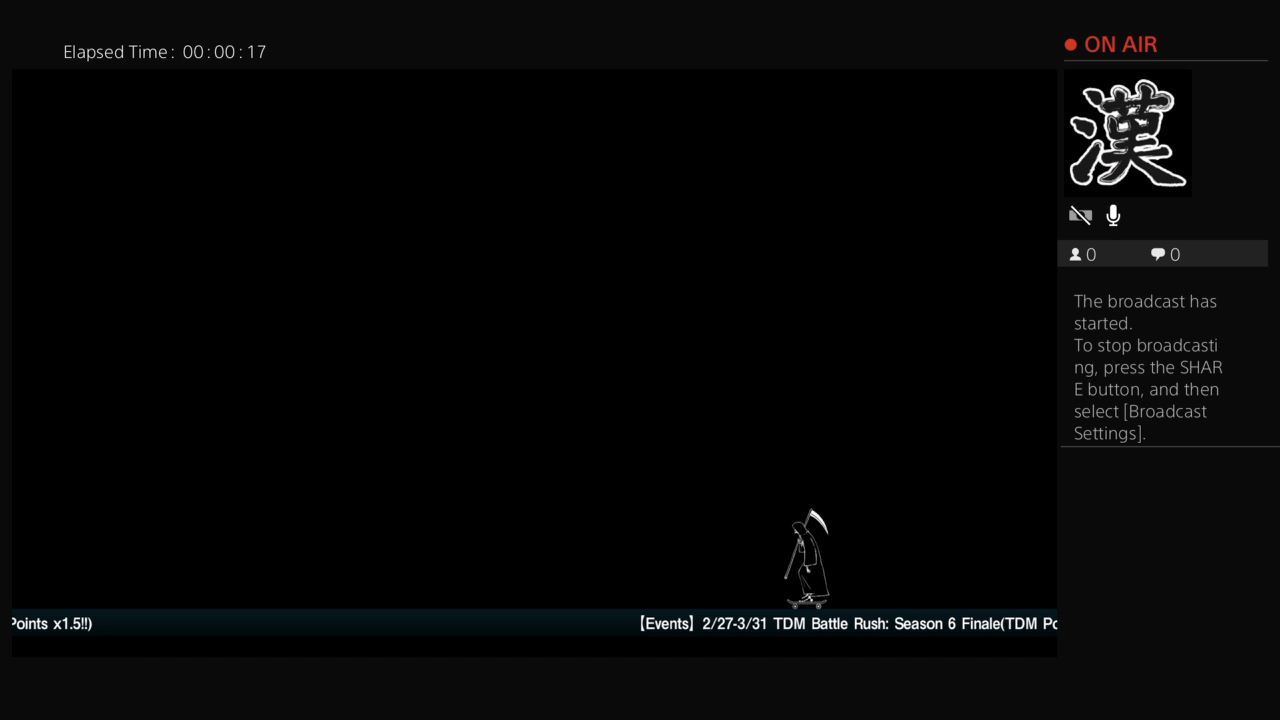 Elapsed Time: 00:00:17
ON AIR
漢
0 0
The broadcast has
started.
To stop broadcasti
ng, press the SHAR
E button, and then
select [Broadcast
Settings].
Points x1.5!!) 【Events】 2/27-3/31 TDM Battle Rush: Season 6 Finale(TDM Po